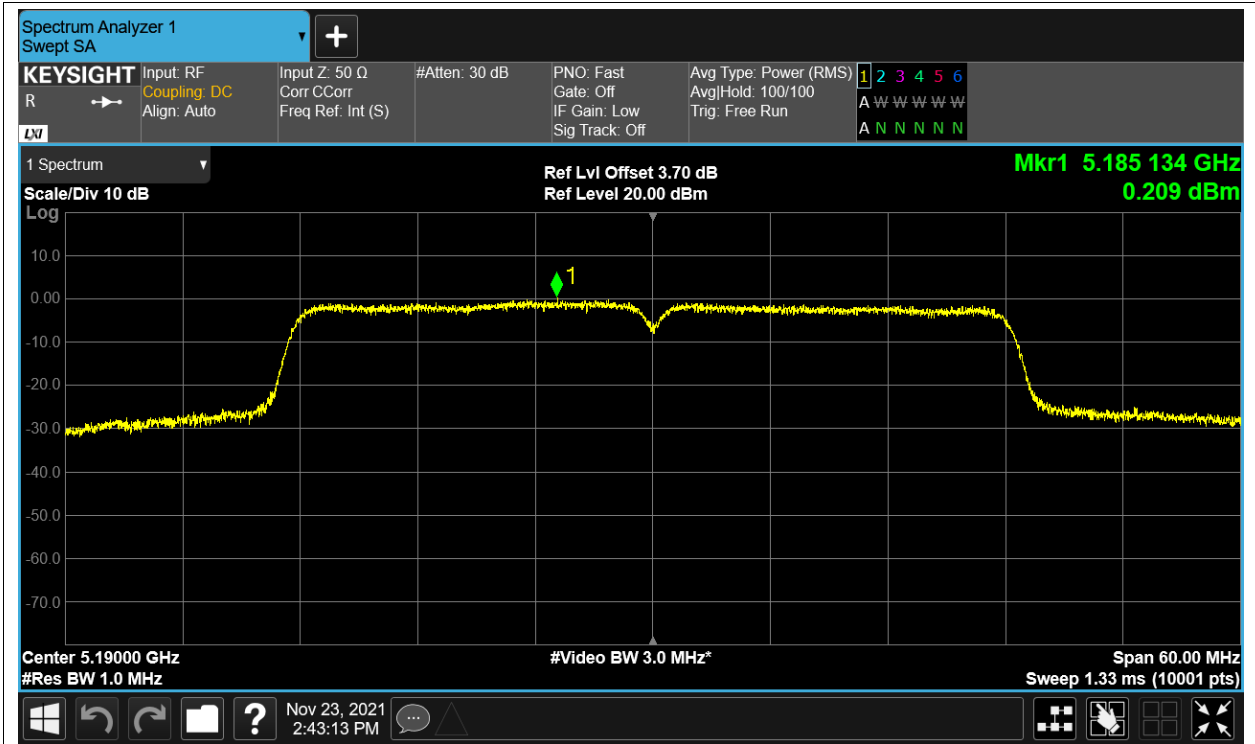 Spectrum Analyzer 1
Swept SA
KEYSIGHT
R
LXI
Input: RF
Coupling: DC
Align: Auto
Input Z: 50 Ω
Corr CCorr
Freq Ref: Int (S)
#Atten: 30 dB
PNO: Fast
Gate: Off
IF Gain: Low
Sig Track: Off
Avg Type: Power (RMS)
Avg|Hold: 100/100
Trig: Free Run
1 2 3 4 5 6
A W W W W W
A N N N N N
1 Spectrum
Scale/Div 10 dB
Log
Ref Lvl Offset 3.70 dB
Ref Level 20.00 dBm
Mkr1 5.185 134 GHz
0.209 dBm
1
10.0
0.00
-10.0
-20.0
-30.0
-40.0
-50.0
-60.0
-70.0
Center 5.19000 GHz
#Res BW 1.0 MHz
#Video BW 3.0 MHz*
Span 60.00 MHz
Sweep 1.33 ms (10001 pts)
?
Nov 23, 2021
2:43:13 PM